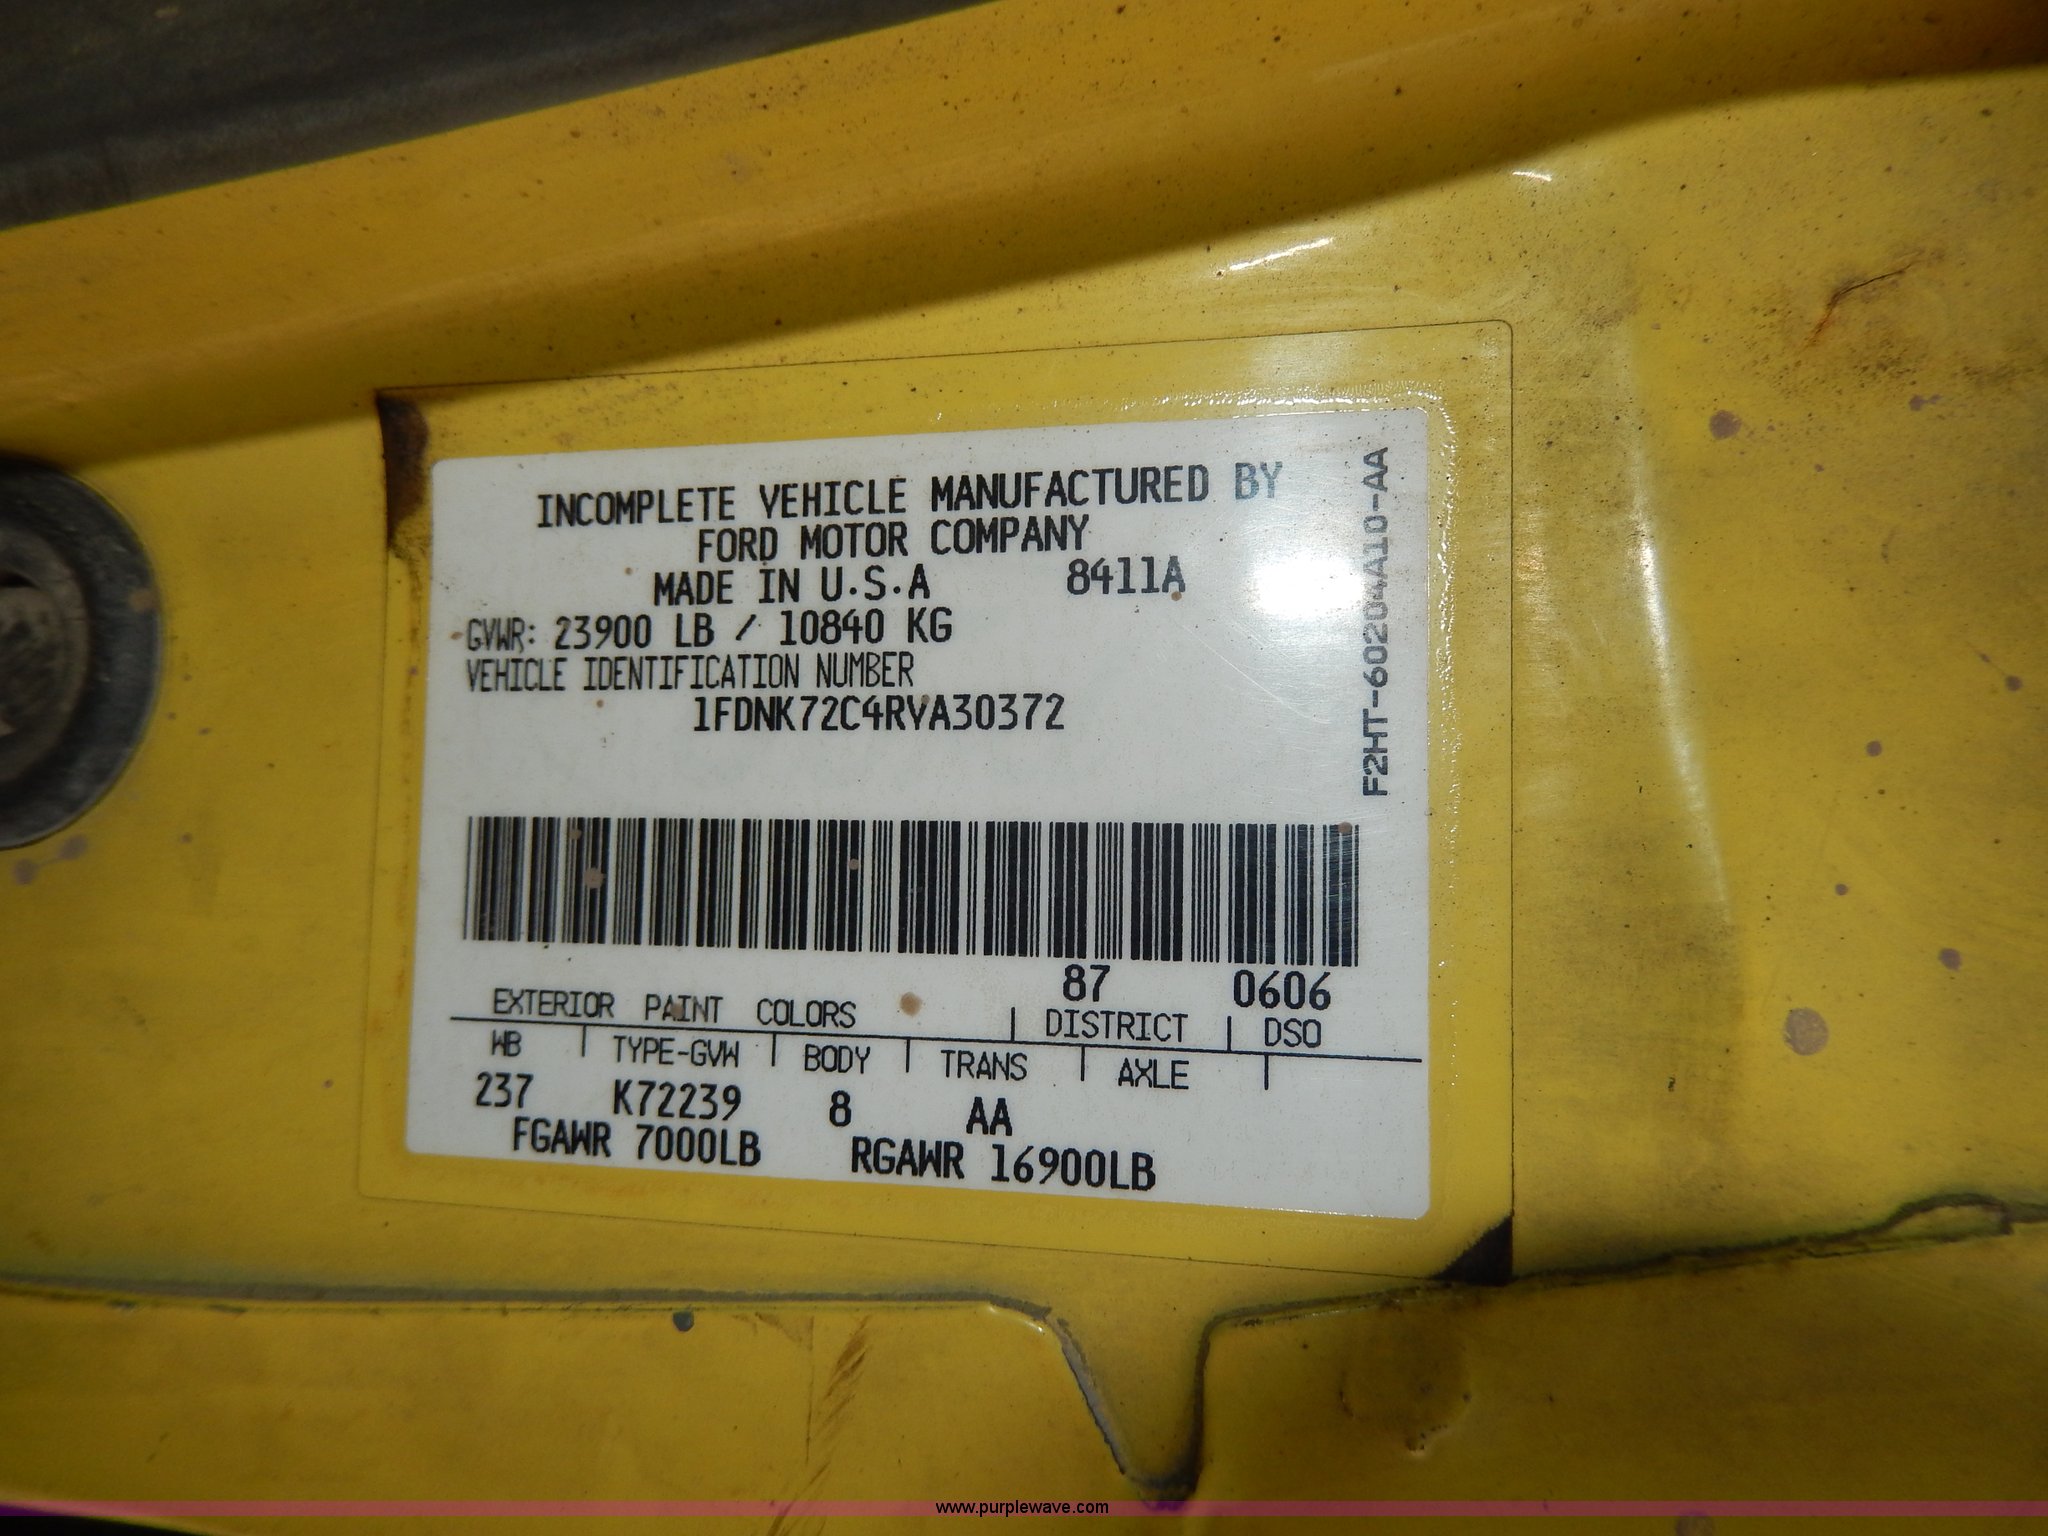 INCOMPLETE VEHICLE MANUFACTURED BY
FORD MOTOR COMPANY
MADE IN U.S.A 8411A
GVWR: 23900 LB / 10840 KG
VEHICLE IDENTIFICATION NUMBER
1FDNK72C4RVA30372
F2HT-60204A10-AA
87 0606
EXTERIOR PAINT COLORS DISTRICT DSO
WB TYPE-GVW BODY TRANS AXLE
237 K72239 8 AA
FGAWR 7000LB RGAWR 16900LB
www.purplewave.com